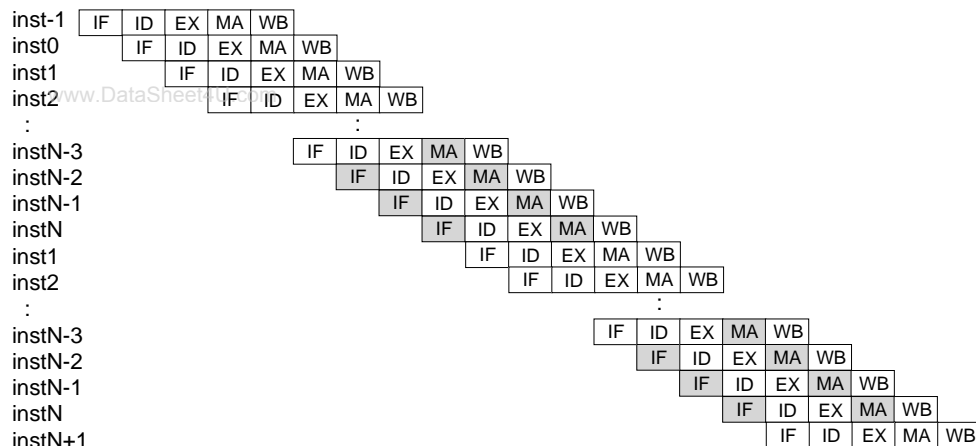 inst-1 IF ID EX MA WB
inst0 IF ID EX MA WB
inst1 IF ID EX MA WB
inst2 IF ID EX MA WB
www.DataSheet4U.com
: :
instN-3 IF ID EX MA WB
instN-2 IF ID EX MA WB
instN-1 IF ID EX MA WB
instN IF ID EX MA WB
inst1 IF ID EX MA WB
inst2 IF ID EX MA WB
: :
instN-3 IF ID EX MA WB
instN-2 IF ID EX MA WB
instN-1 IF ID EX MA WB
instN IF ID EX MA WB
instN+1 IF ID EX MA WB